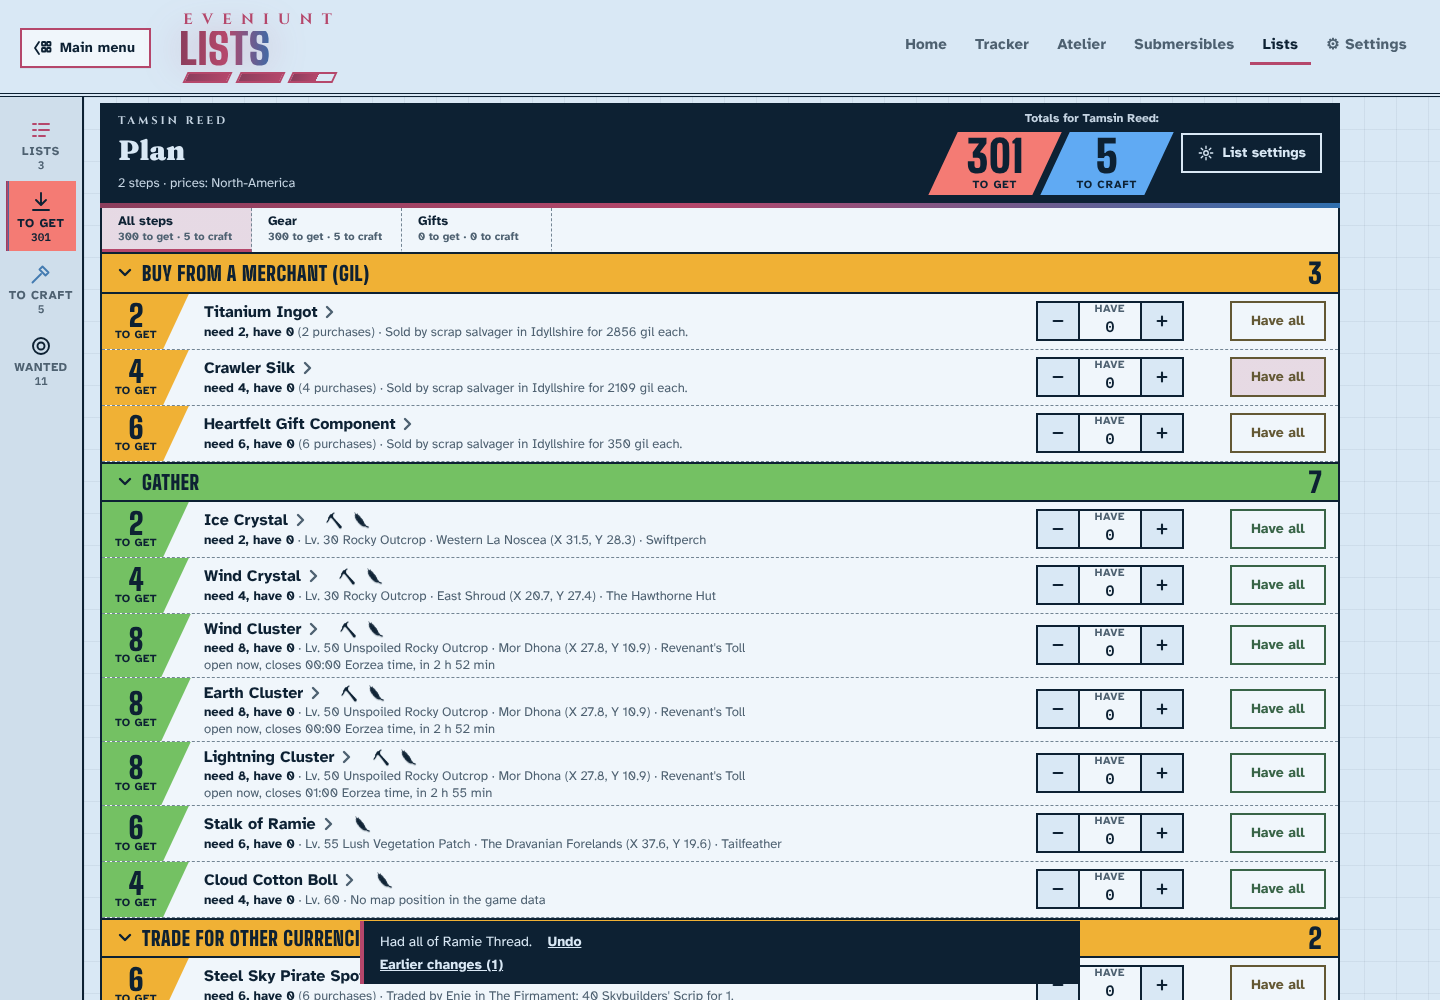 Main menu
EVENIUNT
LISTS
Home
Tracker
Atelier
Submersibles
Lists
Settings
LISTS
3
TO GET
301
TO CRAFT
5
WANTED
11
TAMSIN REED
Plan
2 steps · prices: North-America
Totals for Tamsin Reed:
301
TO GET
5
TO CRAFT
List settings
All steps
300 to get · 5 to craft
Gear
300 to get · 5 to craft
Gifts
0 to get · 0 to craft
BUY FROM A MERCHANT (GIL)
3
2
TO GET
Titanium Ingot
need 2, have 0 (2 purchases) · Sold by scrap salvager in Idyllshire for 2856 gil each.
−
HAVE
0
+
Have all
4
TO GET
Crawler Silk
need 4, have 0 (4 purchases) · Sold by scrap salvager in Idyllshire for 2109 gil each.
−
HAVE
0
+
Have all
6
TO GET
Heartfelt Gift Component
need 6, have 0 (6 purchases) · Sold by scrap salvager in Idyllshire for 350 gil each.
−
HAVE
0
+
Have all
GATHER
7
2
TO GET
Ice Crystal
need 2, have 0 · Lv. 30 Rocky Outcrop · Western La Noscea (X 31.5, Y 28.3) · Swiftperch
−
HAVE
0
+
Have all
4
TO GET
Wind Crystal
need 4, have 0 · Lv. 30 Rocky Outcrop · East Shroud (X 20.7, Y 27.4) · The Hawthorne Hut
−
HAVE
0
+
Have all
8
TO GET
Wind Cluster
need 8, have 0 · Lv. 50 Unspoiled Rocky Outcrop · Mor Dhona (X 27.8, Y 10.9) · Revenant's Toll
open now, closes 00:00 Eorzea time, in 2 h 52 min
−
HAVE
0
+
Have all
8
TO GET
Earth Cluster
need 8, have 0 · Lv. 50 Unspoiled Rocky Outcrop · Mor Dhona (X 27.8, Y 10.9) · Revenant's Toll
open now, closes 00:00 Eorzea time, in 2 h 52 min
−
HAVE
0
+
Have all
8
TO GET
Lightning Cluster
need 8, have 0 · Lv. 50 Unspoiled Rocky Outcrop · Mor Dhona (X 27.8, Y 10.9) · Revenant's Toll
open now, closes 01:00 Eorzea time, in 2 h 55 min
−
HAVE
0
+
Have all
6
TO GET
Stalk of Ramie
need 6, have 0 · Lv. 55 Lush Vegetation Patch · The Dravanian Forelands (X 37.6, Y 19.6) · Tailfeather
−
HAVE
0
+
Have all
4
TO GET
Cloud Cotton Boll
need 4, have 0 · Lv. 60 · No map position in the game data
−
HAVE
0
+
Have all
TRADE FOR OTHER CURRENCI
2
Had all of Ramie Thread. Undo
Earlier changes (1)
6
TO GET
Steel Sky Pirate Spo
need 6, have 0 (6 purchases) · Traded by Enie in The Firmament: 40 Skybuilders' Scrip for 1.
−
HAVE
0
+
Have all